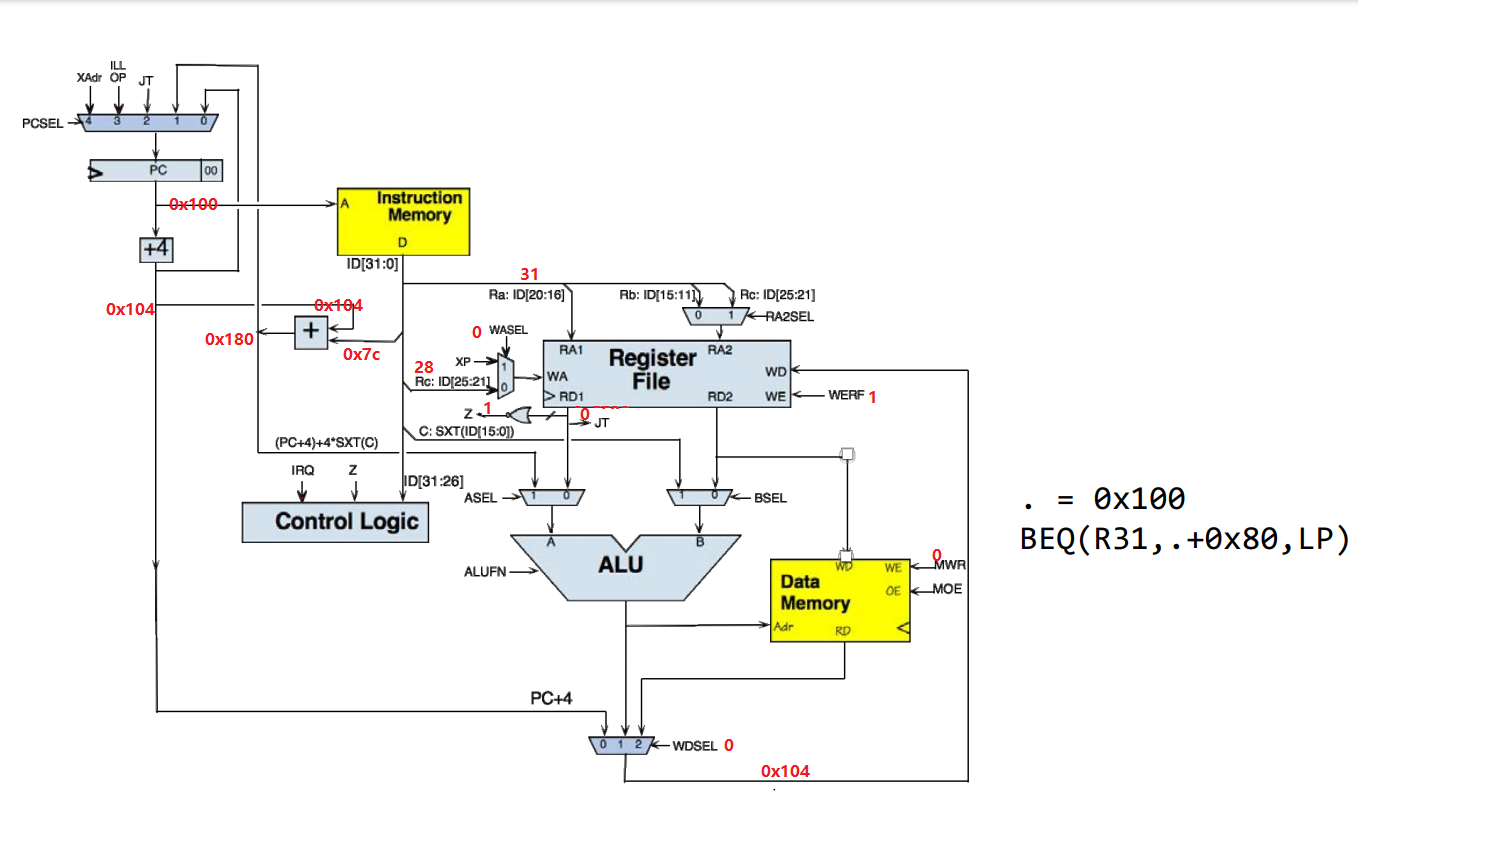 ILL
XAdr OP JT
PCSEL 4 3 2 1 0
PC 00
0x100
A Instruction
Memory
D
+4
ID[31:0]
31
Ra: ID[20:16] Rb: ID[15:11] Rc: ID[25:21]
0x104 0x104
0 1 RA2SEL
+
0x180 0x7c
0 WASEL
XP 1
RA1 Register RA2
File
28
Rc: ID[25:21] 0
WA WD
RD1 RD2 WE WERF 1
Z 1 0 JT
C: SXT(ID[15:0])
(PC+4)+4*SXT(C)
IRQ Z
ID[31:26]
ASEL 1 0 1 0 BSEL
Control Logic
A B
ALUFN ALU
. = 0x100
BEQ(R31,.+0x80,LP)
0
WD WE MWR
Data OE MOE
Memory
Adr RD
PC+4
0 1 2 WDSEL 0
0x104